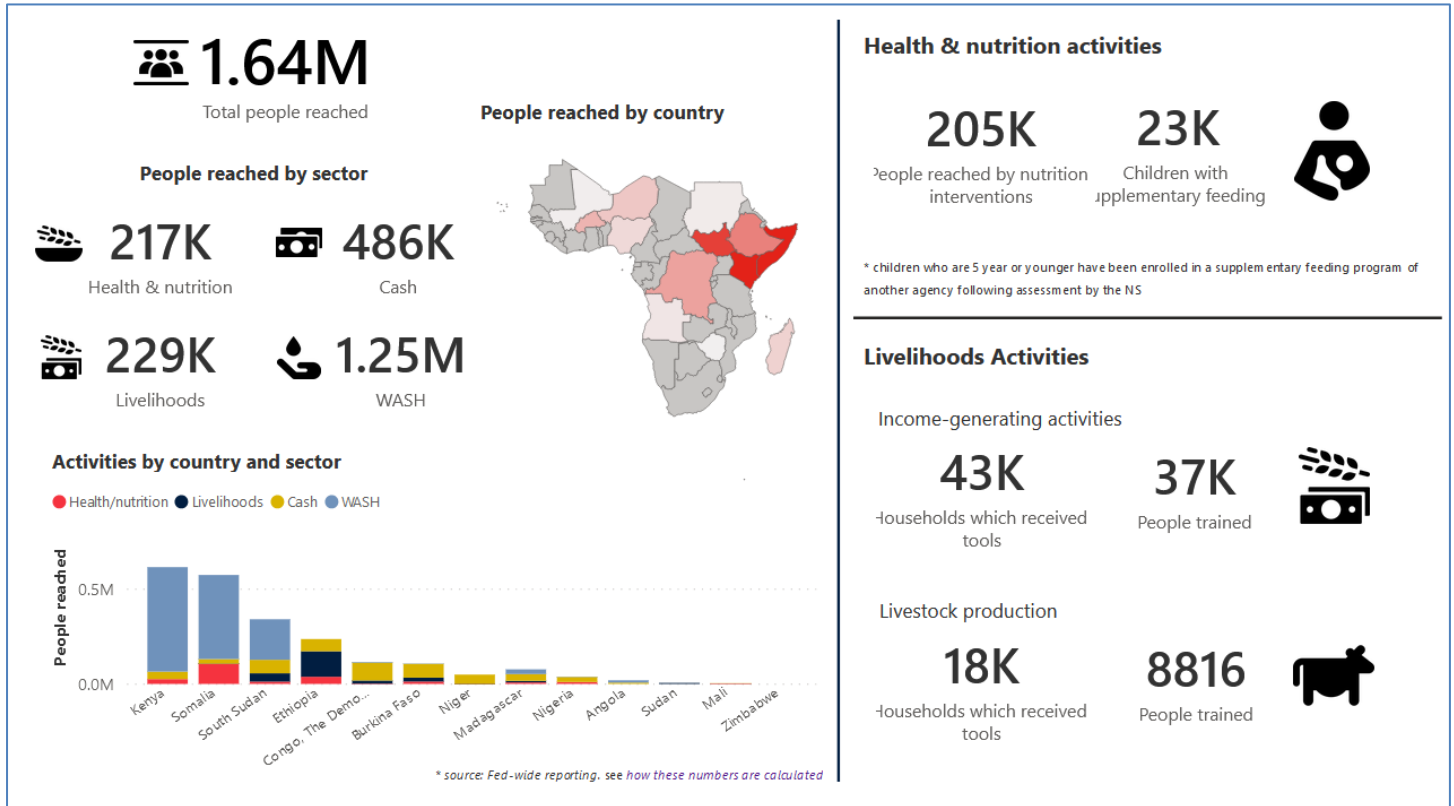 1.64M
Total people reached
People reached by sector
217K
Health & nutrition
486K
Cash
229K
Livelihoods
1.25M
WASH
People reached by country
Activities by country and sector
Health/nutrition Livelihoods Cash WASH
People reached
0.5M
0.0M
Kenya
Somalia
South Sudan
Ethiopia
Congo, The Demo...
Burkina Faso
Niger
Madagascar
Nigeria
Angola
Sudan
Mali
Zimbabwe
* source: Fed-wide reporting. see how these numbers are calculated
Health & nutrition activities
205K
People reached by nutrition
interventions
23K
Children with
upplementary feeding
* children who are 5 year or younger have been enrolled in a supplementary feeding program of
another agency following assessment by the NS
Livelihoods Activities
Income-generating activities
43K
Households which received
tools
37K
People trained
Livestock production
18K
Households which received
tools
8816
People trained